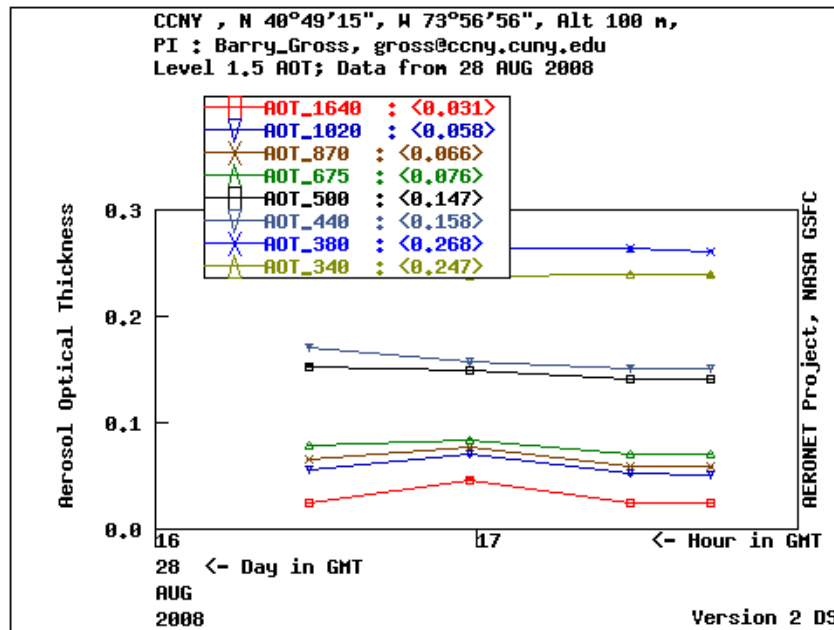 CCNY , N 40°49'15", W 73°56'56", Alt 100 m,
PI : Barry_Gross, gross@ccny.cuny.edu
Level 1.5 AOT; Data from 28 AUG 2008
AOT_1640 : <0.031>
AOT_1020 : <0.058>
AOT_870 : <0.066>
AOT_675 : <0.076>
AOT_500 : <0.147>
AOT_440 : <0.158>
AOT_380 : <0.268>
AOT_340 : <0.247>
Aerosol Optical Thickness
0.3
0.2
0.1
0.0
AERONET Project, NASA GSFC
16
17
<- Hour in GMT
28 <- Day in GMT
AUG
2008
Version 2 DS